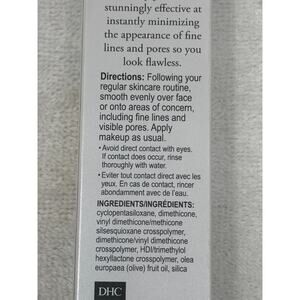 stunningly effective at
instantly minimizing
the appearance of fine
lines and pores so you
look flawless.
Directions: Following your
regular skincare routine,
smooth evenly over face
or onto areas of concern,
including fine lines and
visible pores. Apply
makeup as usual.
• Avoid direct contact with eyes.
If contact does occur, rinse
thoroughly with water.
• Eviter tout contact direct avec les
yeux. En cas de contact, rincer
abondamment avec de l'eau.
INGREDIENTS/INGRÉDIENTS:
cyclopentasiloxane, dimethicone,
vinyl dimethicone/methicone
silsesquioxane crosspolymer,
dimethicone/vinyl dimethicone
crosspolymer, HDI/trimethylol
hexyllactone crosspolymer, olea
europaea (olive) fruit oil, silica
DHC